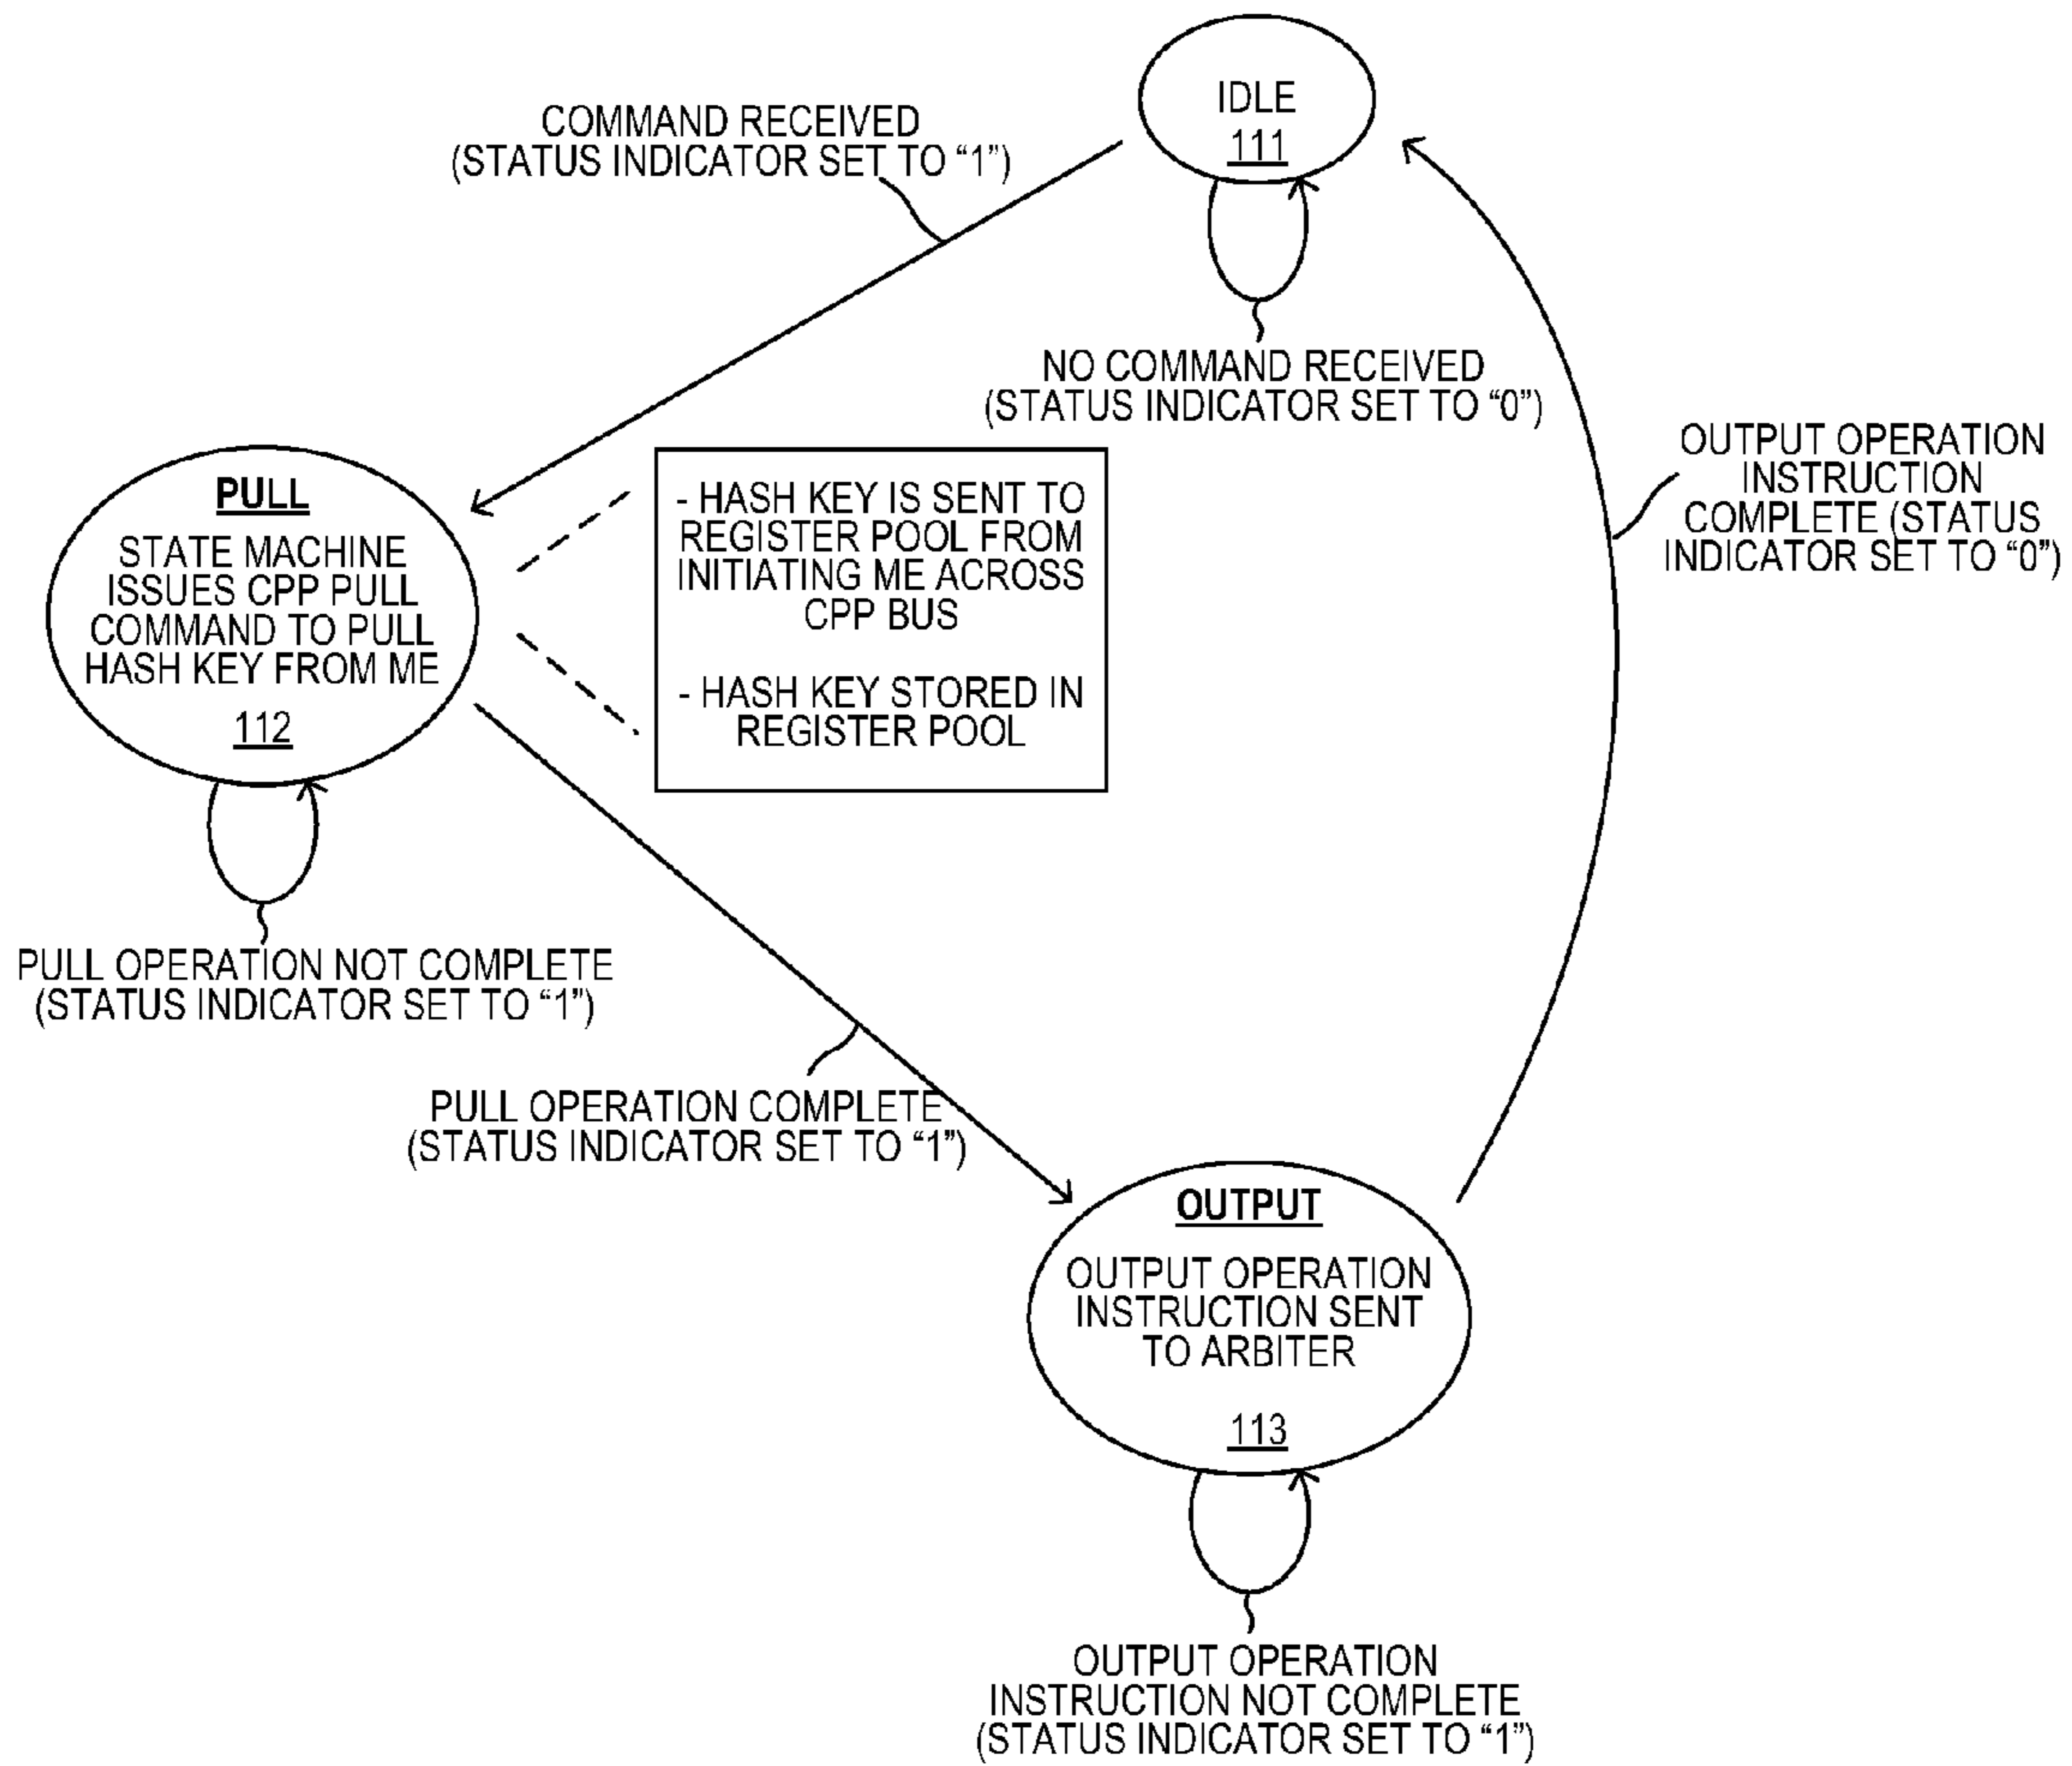 IDLE
111
COMMAND RECEIVED
(STATUS INDICATOR SET TO “1”)
NO COMMAND RECEIVED
(STATUS INDICATOR SET TO “0”)
OUTPUT OPERATION
INSTRUCTION
COMPLETE (STATUS
INDICATOR SET TO “0”)
PULL
STATE MACHINE
ISSUES CPP PULL
COMMAND TO PULL
HASH KEY FROM ME
112
- HASH KEY IS SENT TO
REGISTER POOL FROM
INITIATING ME ACROSS
CPP BUS
- HASH KEY STORED IN
REGISTER POOL
PULL OPERATION NOT COMPLETE
(STATUS INDICATOR SET TO “1”)
PULL OPERATION COMPLETE
(STATUS INDICATOR SET TO “1”)
OUTPUT
OUTPUT OPERATION
INSTRUCTION SENT
TO ARBITER
113
OUTPUT OPERATION
INSTRUCTION NOT COMPLETE
(STATUS INDICATOR SET TO “1”)